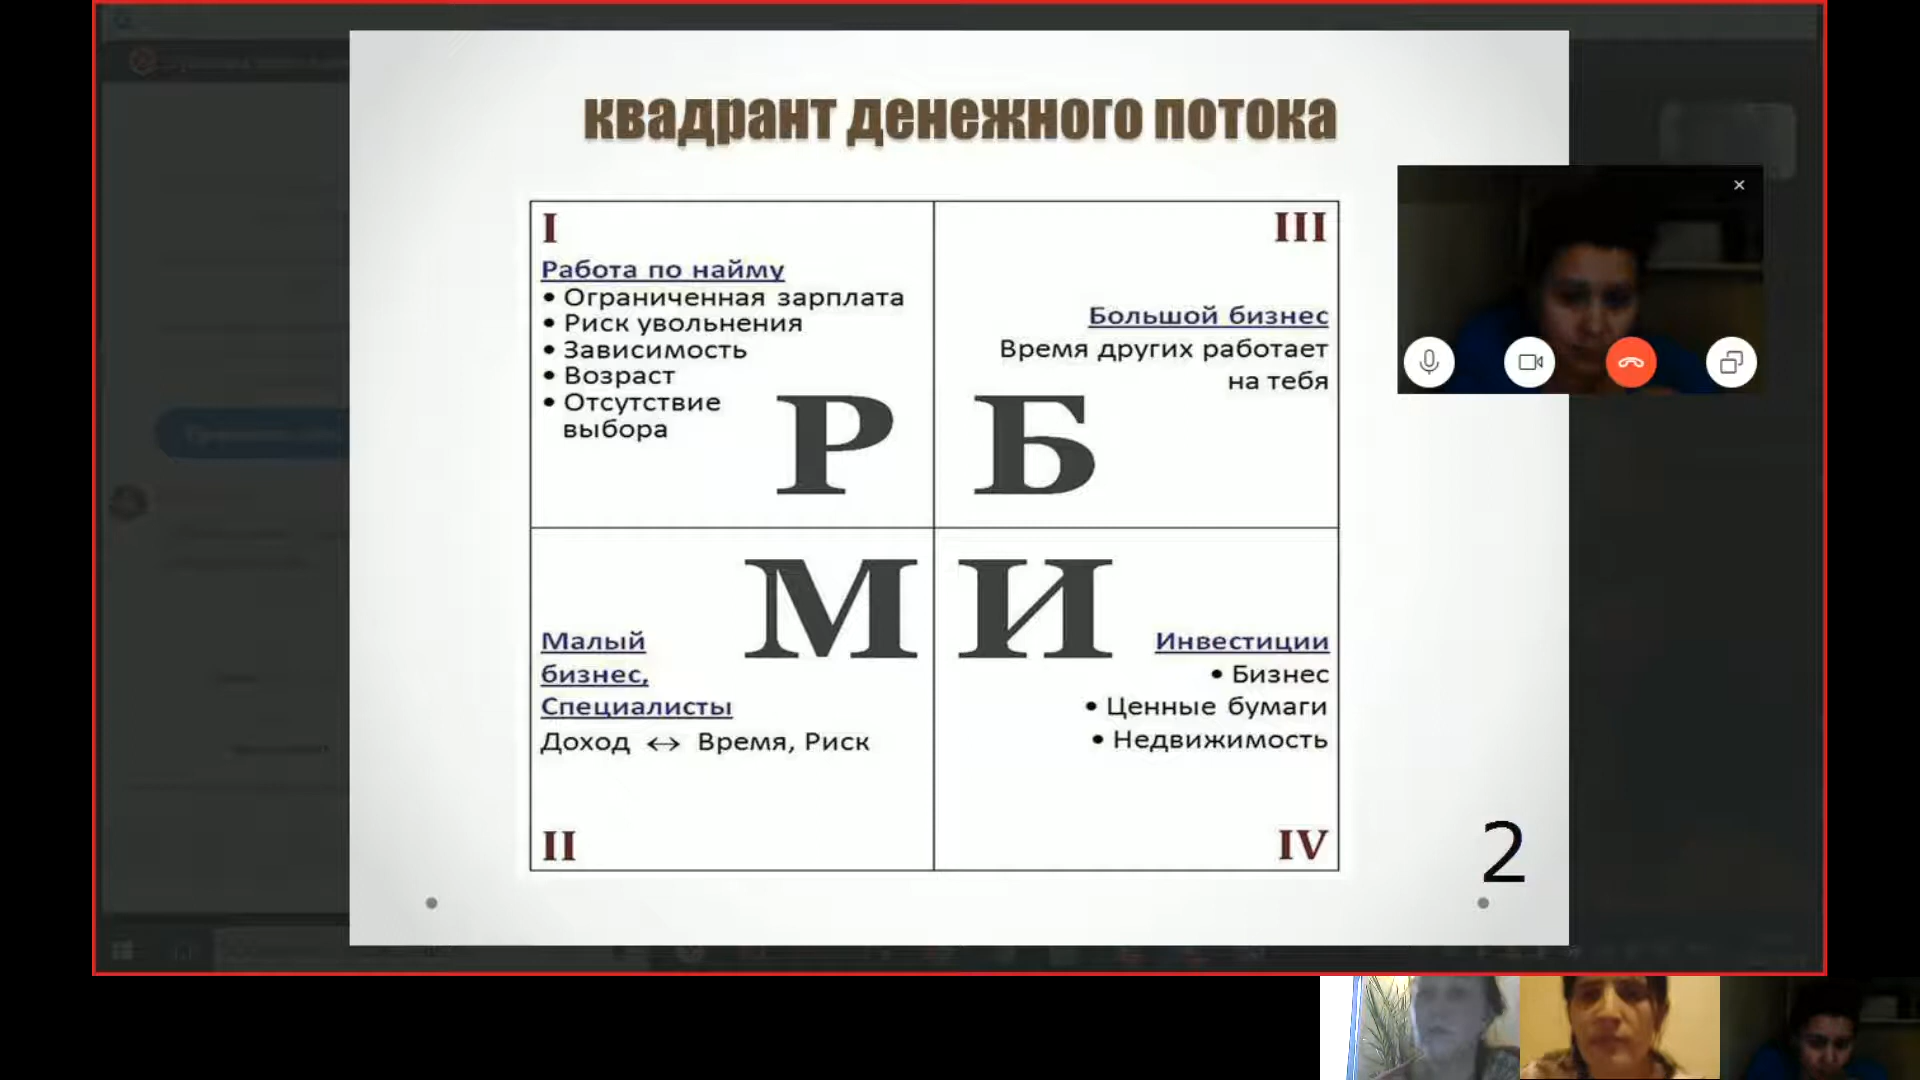 квадрант денежного потока
I
Работа по найму
• Ограниченная зарплата
• Риск увольнения
• Зависимость
• Возраст
• Отсутствие
выбора
Р
III
Большой бизнес
Время других работает
на тебя
Б
М
Малый
бизнес,
Специалисты
Доход ↔ Время, Риск
II
И
Инвестиции
• Бизнес
• Ценные бумаги
• Недвижимость
IV
2